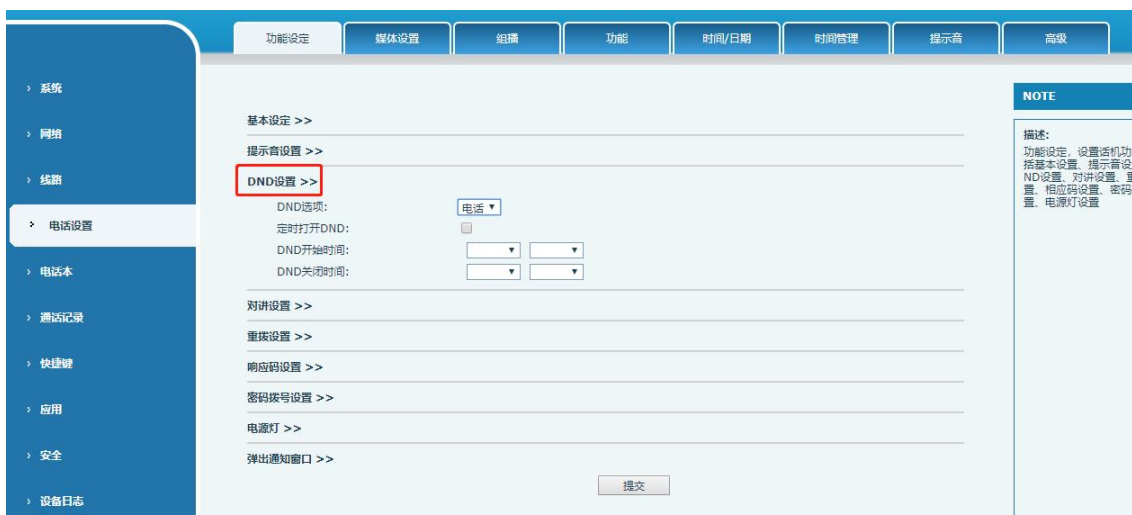 功能设定 媒体设置 组播 功能 时间/日期 时间管理 提示音 高级
› 系统
› 网络
› 线路
› 电话设置
› 电话本
› 通话记录
› 快捷键
› 应用
› 安全
› 设备日志
基本设定 >>
提示音设置 >>
DND设置 >>
DND选项: 电话
定时打开DND:
DND开始时间:
DND关闭时间:
对讲设置 >>
重拨设置 >>
响应码设置 >>
密码拨号设置 >>
电源灯 >>
弹出通知窗口 >>
提交
NOTE
描述:
功能设定，设置话机功
括基本设置、提示音设
ND设置、对讲设置、重
置、相应码设置、密码
置、电源灯设置